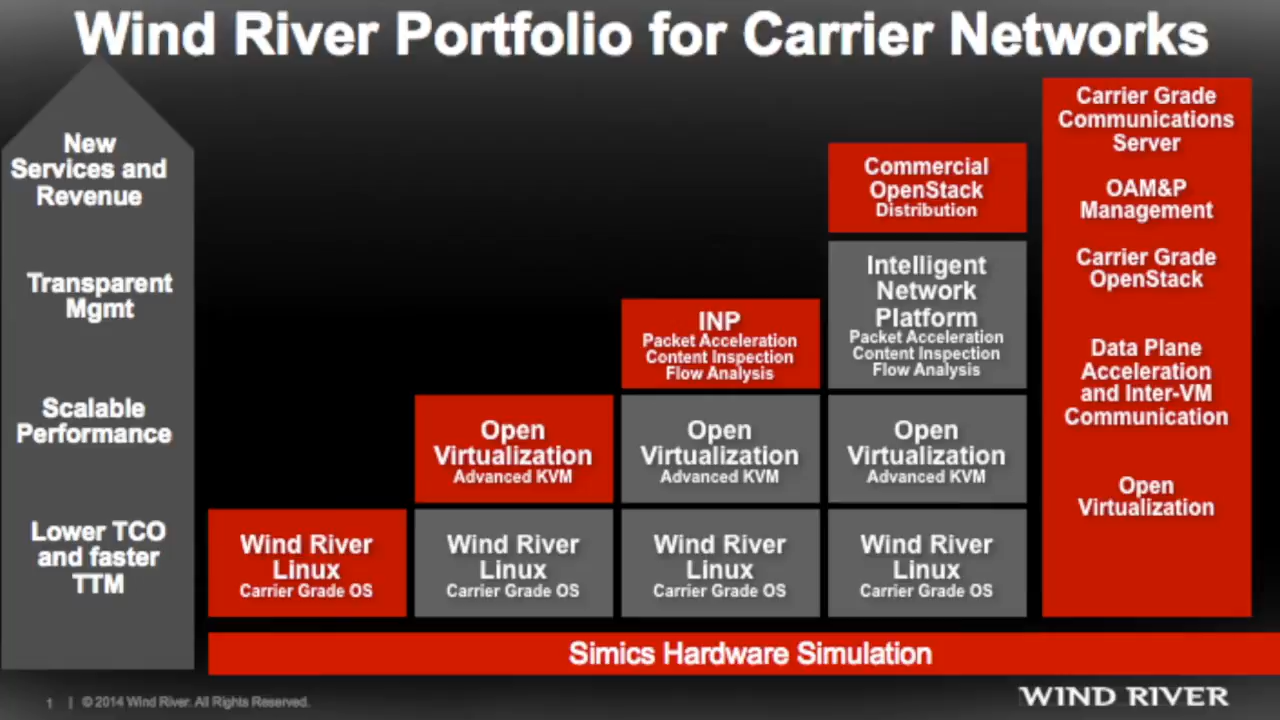 Wind River Portfolio for Carrier Networks
New
Services and
Revenue
Transparent
Mgmt
Scalable
Performance
Lower TCO
and faster
TTM
Wind River
Linux
Carrier Grade OS
Open
Virtualization
Advanced KVM
Wind River
Linux
Carrier Grade OS
INP
Packet Acceleration
Content Inspection
Flow Analysis
Open
Virtualization
Advanced KVM
Wind River
Linux
Carrier Grade OS
Commercial
OpenStack
Distribution
Intelligent
Network
Platform
Packet Acceleration
Content Inspection
Flow Analysis
Open
Virtualization
Advanced KVM
Wind River
Linux
Carrier Grade OS
Carrier Grade
Communications
Server
OAM&P
Management
Carrier Grade
OpenStack
Data Plane
Acceleration
and Inter-VM
Communication
Open
Virtualization
Simics Hardware Simulation
1 | © 2014 Wind River. All Rights Reserved.
WIND RIVER